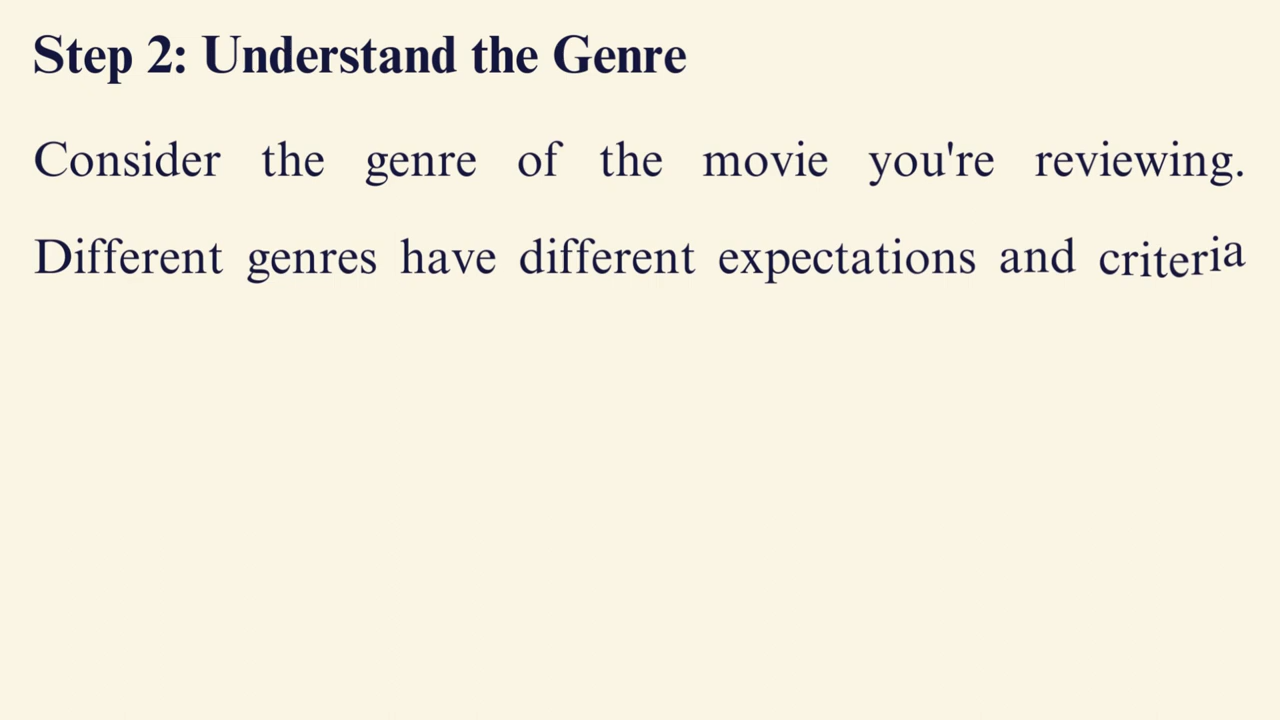 Step 2: Understand the Genre
Consider the genre of the movie you're reviewing.
Different genres have different expectations and criteria